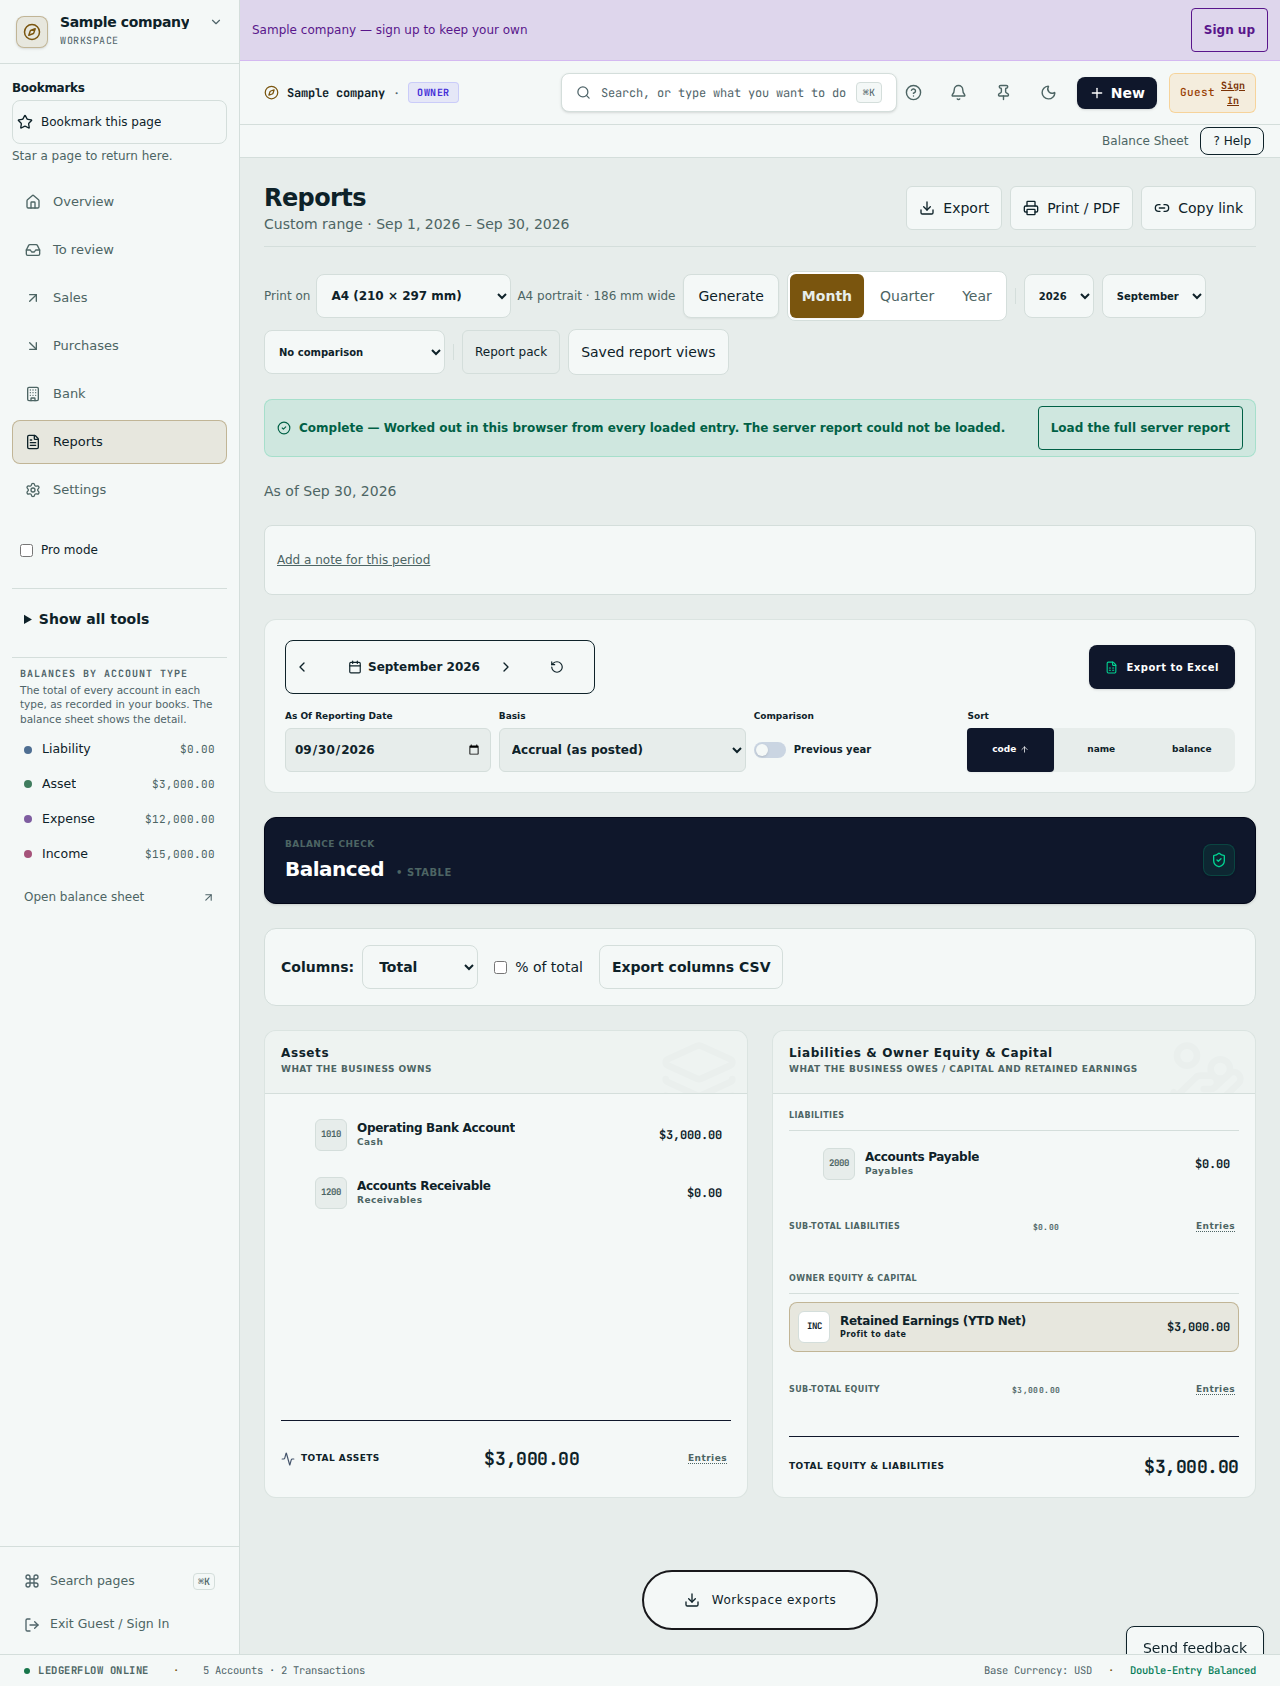 Sample company
WORKSPACE
Bookmarks
Bookmark this page
Star a page to return here.
Overview
To review
Sales
Purchases
Bank
Reports
Settings
Pro mode
Show all tools
BALANCES BY ACCOUNT TYPE
The total of every account in each
type, as recorded in your books. The
balance sheet shows the detail.
Liability $0.00
Asset $3,000.00
Expense $12,000.00
Income $15,000.00
Open balance sheet
Search pages ⌘K
Exit Guest / Sign In
Sample company — sign up to keep your own
Sign up
Sample company · OWNER
Search, or type what you want to do ⌘K
New
Guest Sign In
Balance Sheet
? Help
Reports
Custom range · Sep 1, 2026 – Sep 30, 2026
Export
Print / PDF
Copy link
Print on A4 (210 × 297 mm) A4 portrait · 186 mm wide Generate Month Quarter Year 2026 September
No comparison Report pack Saved report views
Complete — Worked out in this browser from every loaded entry. The server report could not be loaded.
Load the full server report
As of Sep 30, 2026
Add a note for this period
September 2026
Export to Excel
As Of Reporting Date Basis Comparison Sort
09/30/2026 Accrual (as posted) Previous year code name balance
BALANCE CHECK
Balanced • STABLE
Columns: Total % of total Export columns CSV
Assets
WHAT THE BUSINESS OWNS
1010 Operating Bank Account $3,000.00
Cash
1200 Accounts Receivable $0.00
Receivables
TOTAL ASSETS $3,000.00 Entries
Liabilities & Owner Equity & Capital
WHAT THE BUSINESS OWES / CAPITAL AND RETAINED EARNINGS
LIABILITIES
2000 Accounts Payable $0.00
Payables
SUB-TOTAL LIABILITIES $0.00 Entries
OWNER EQUITY & CAPITAL
INC Retained Earnings (YTD Net) $3,000.00
Profit to date
SUB-TOTAL EQUITY $3,000.00 Entries
TOTAL EQUITY & LIABILITIES $3,000.00
Workspace exports
Send feedback
LEDGERFLOW ONLINE · 5 Accounts · 2 Transactions
Base Currency: USD · Double-Entry Balanced